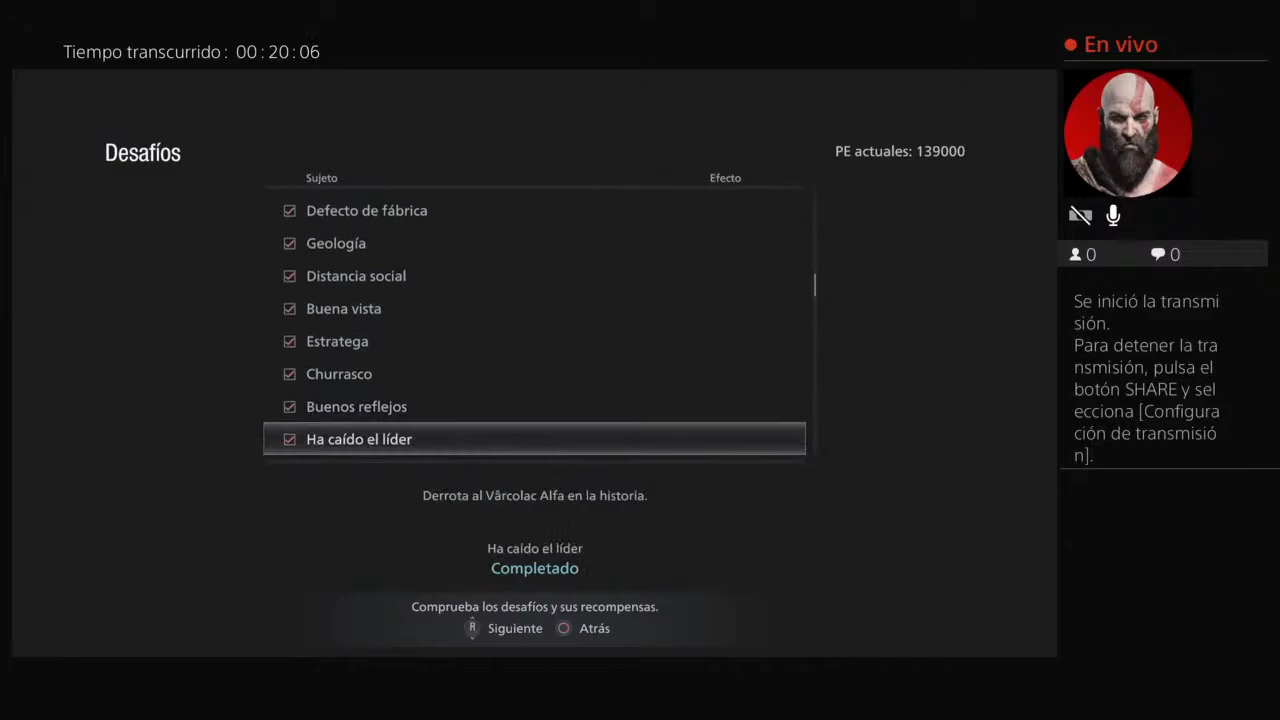 Tiempo transcurrido: 00:20:06
En vivo
Desafíos
PE actuales: 139000
Sujeto
Efecto
Defecto de fábrica
Geología
Distancia social
Buena vista
Estratega
Churrasco
Buenos reflejos
Ha caído el líder
Derrota al Vârcolac Alfa en la historia.
Ha caído el líder
Completado
Comprueba los desafíos y sus recompensas.
R Siguiente Atrás
0 0
Se inició la transmi
sión.
Para detener la tra
nsmisión, pulsa el
botón SHARE y sel
ecciona [Configura
ción de transmisió
n].